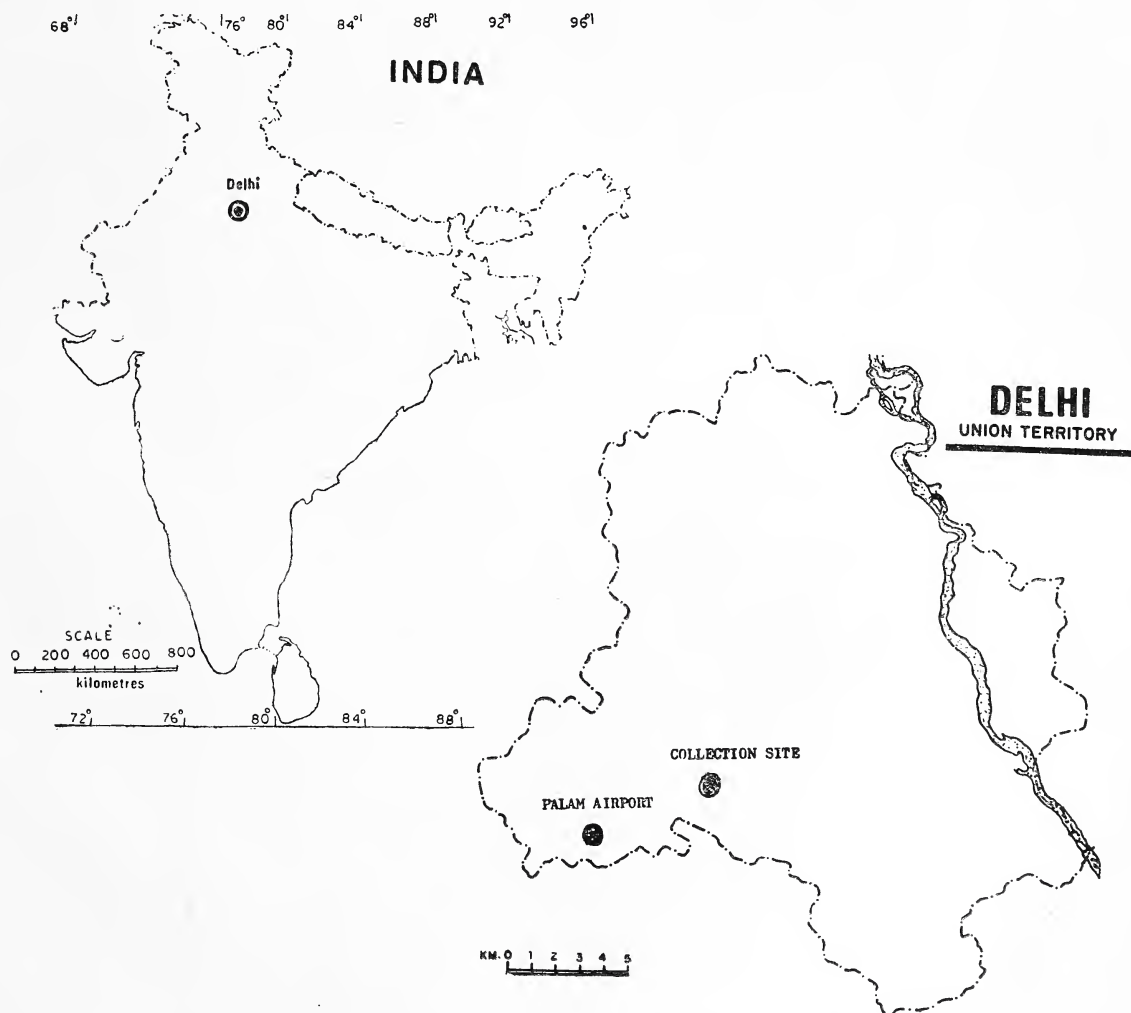 68° 76° 80° 84° 88° 92° 96°
INDIA
Delhi
DELHI
UNION TERRITORY
SCALE
0 200 400 600 800
kilometres
72° 76° 80° 84° 88°
COLLECTION SITE
PALAM AIRPORT
KM. 0 1 2 3 4 5